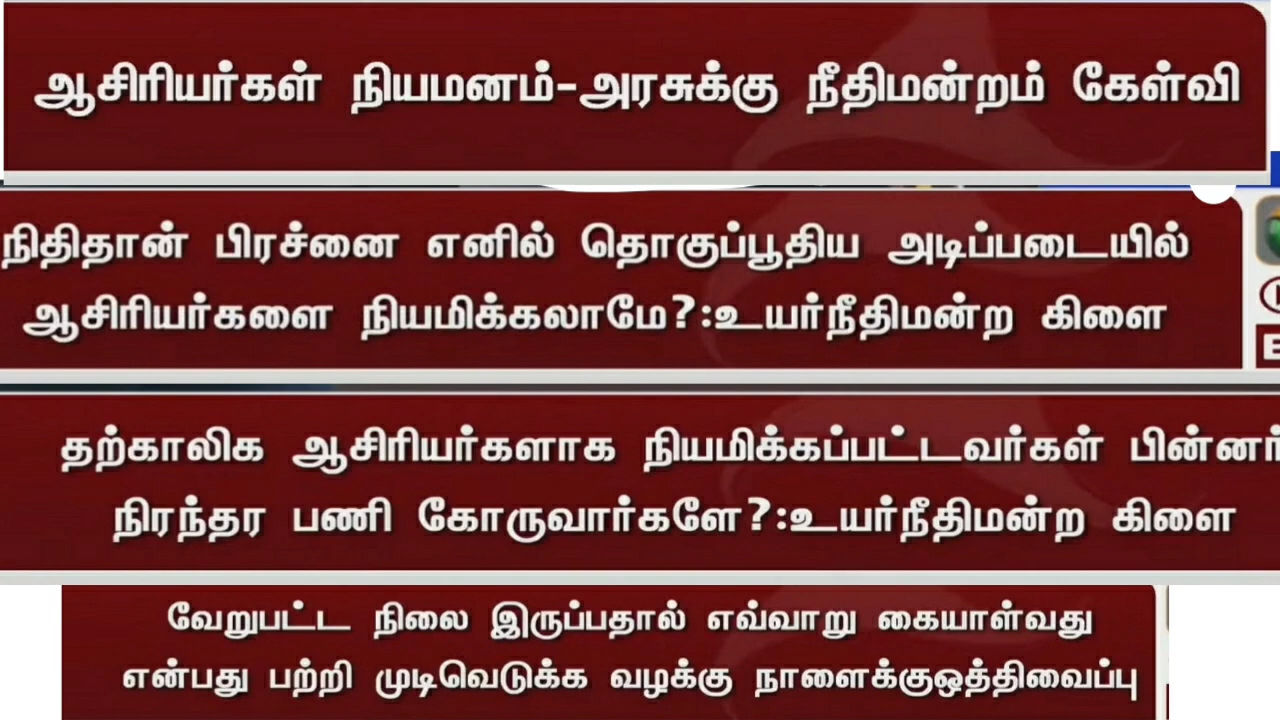 ஆசிரியர்கள் நியமனம்-அரசுக்கு நீதிமன்றம் கேள்வி
நிதிதான் பிரச்னை எனில் தொகுப்பூதிய அடிப்படையில்
ஆசிரியர்களை நியமிக்கலாமே?:உயர்நீதிமன்ற கிளை
தற்காலிக ஆசிரியர்களாக நியமிக்கப்பட்டவர்கள் பின்னர்
நிரந்தர பணி கோருவார்களே?:உயர்நீதிமன்ற கிளை
வேறுபட்ட நிலை இருப்பதால் எவ்வாறு கையாள்வது
என்பது பற்றி முடிவெடுக்க வழக்கு நாளைக்குஒத்திவைப்பு